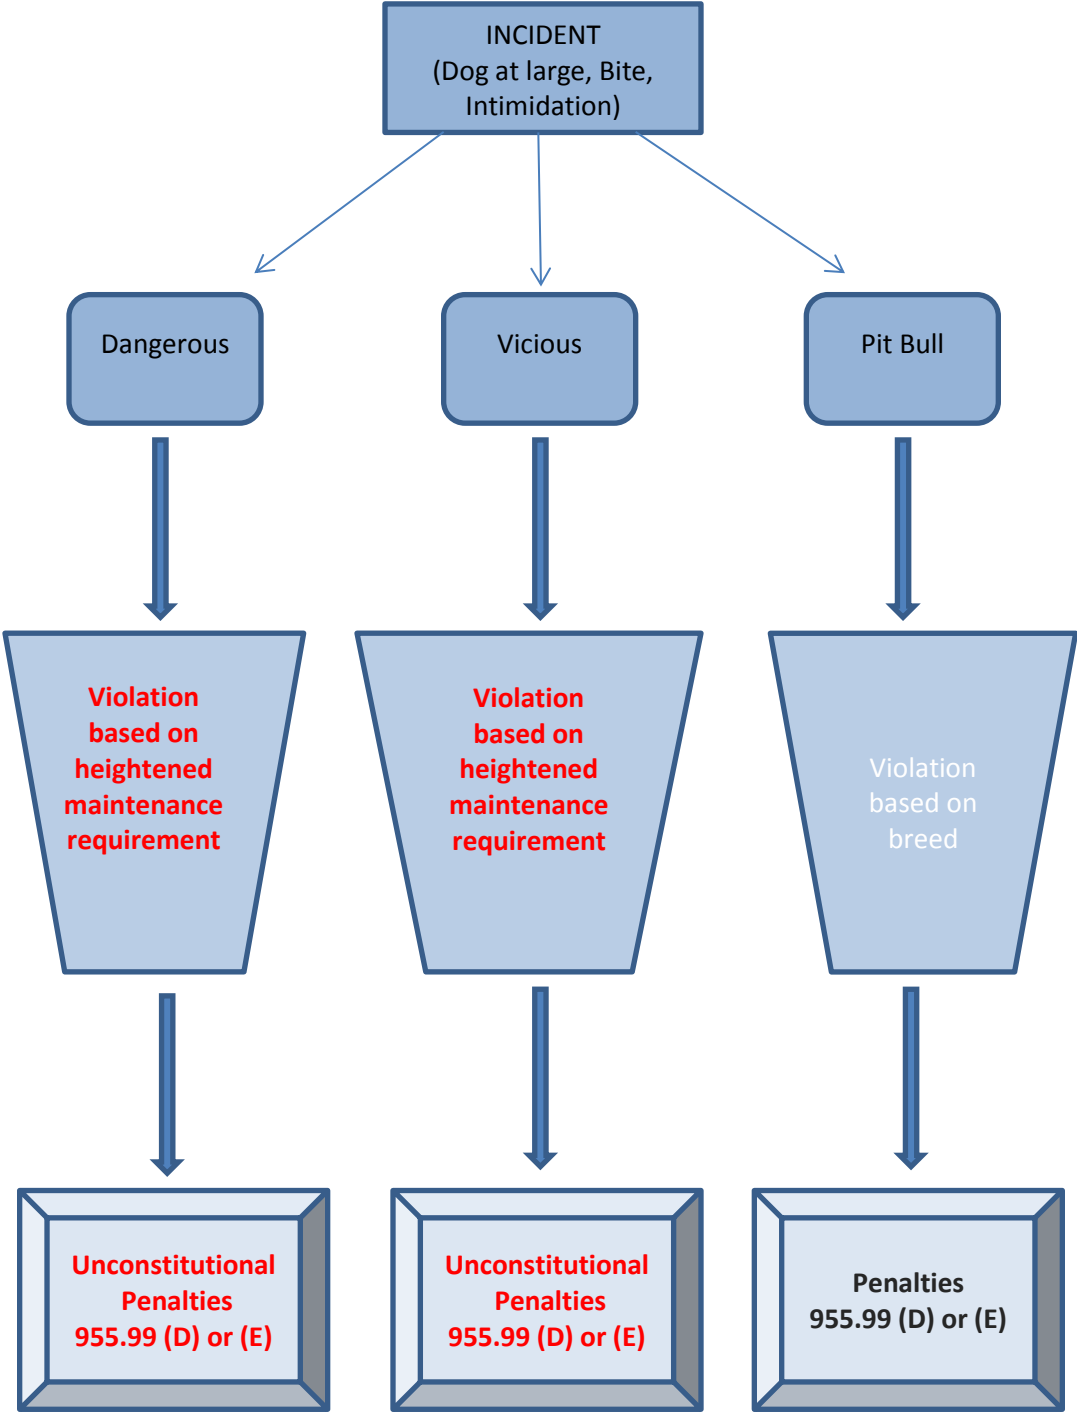 INCIDENT
(Dog at large, Bite,
Intimidation)
Dangerous
Vicious
Pit Bull
Violation
based on
heightened
maintenance
requirement
Violation
based on
heightened
maintenance
requirement
Violation
based on
breed
Unconstitutional
Penalties
955.99 (D) or (E)
Unconstitutional
Penalties
955.99 (D) or (E)
Penalties
955.99 (D) or (E)